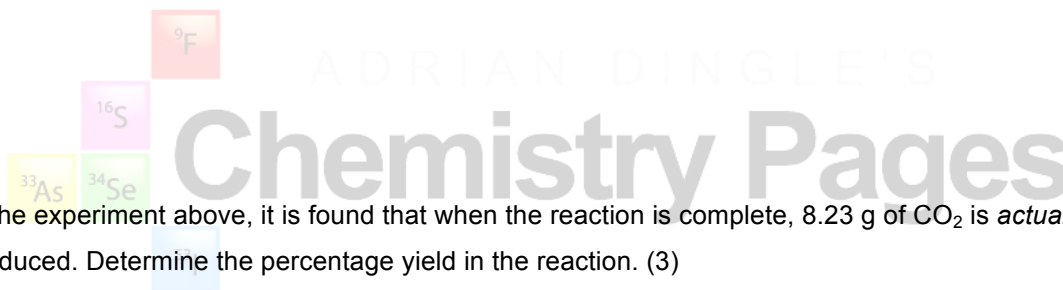 ⁹F
ADRIAN DINGLE'S
¹⁶S
Chemistry Pages
³³As ³⁴Se
he experiment above, it is found that when the reaction is complete, 8.23 g of CO₂ is actua
duced. Determine the percentage yield in the reaction. (3)